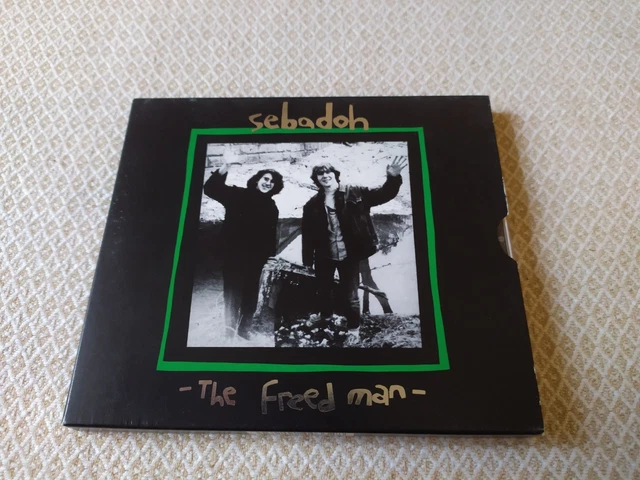 sebadoh
- The Freed man -